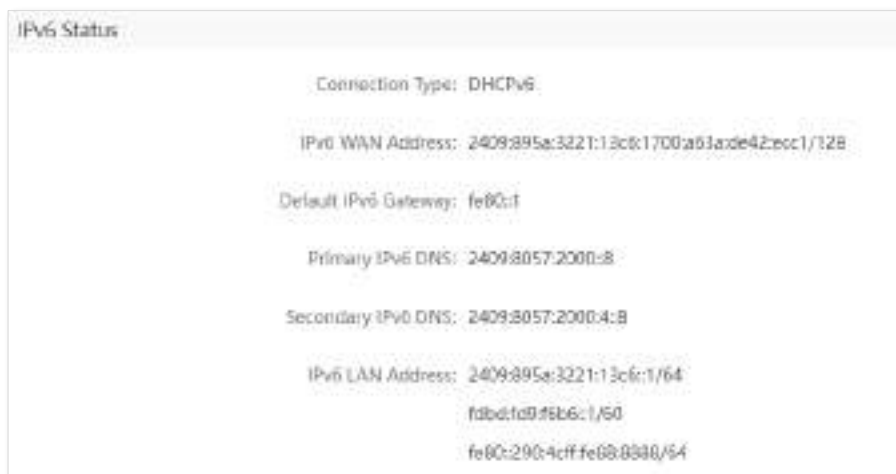 IPv6 Status
Connection Type: DHCPv6
IPv6 WAN Address: 2409:895a:3221:13c6:1700:a63a:de42:ecc1/128
Default IPv6 Gateway: fe80::1
Primary IPv6 DNS: 2409:8057:2000::8
Secondary IPv6 DNS: 2409:8057:2000:4::8
IPv6 LAN Address: 2409:895a:3221:13c6::1/64
fdbd:fd9:f6b6::1/60
fe80::290:4cff:fe88:8888/64